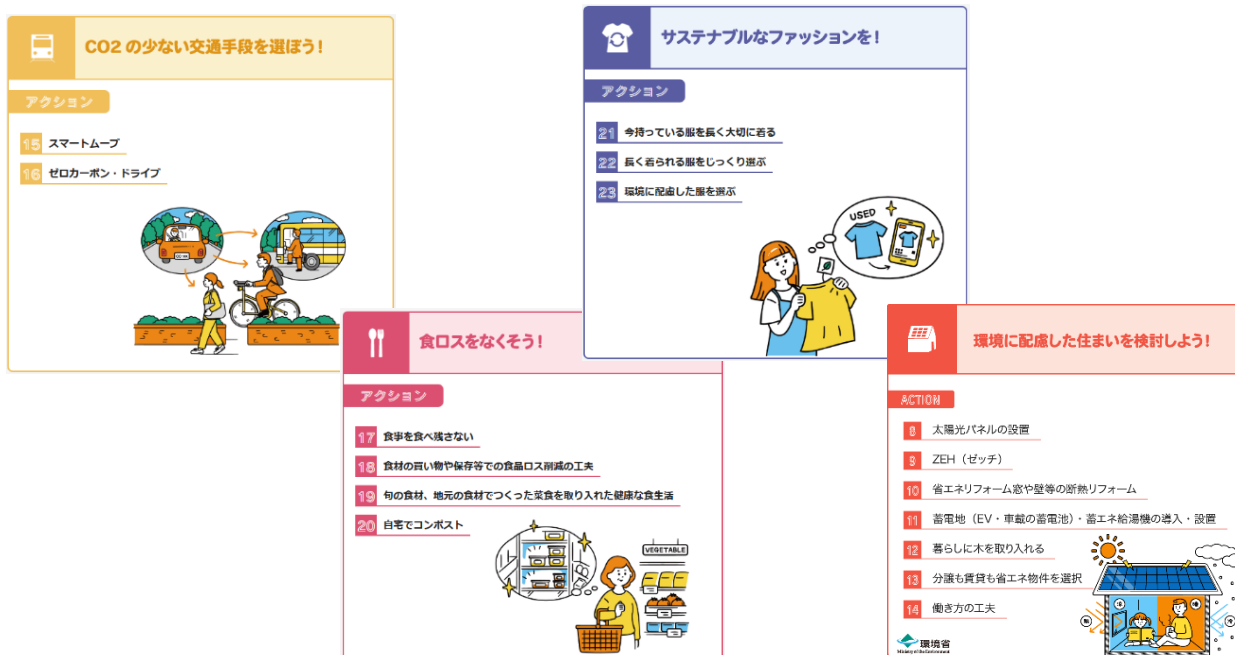 CO2 の少ない交通手段を選ぼう!
アクション
15 スマートムーブ
16 ゼロカーボン・ドライブ
サステナブルなファッションを!
アクション
21 今持っている服を長く大切に着る
22 長く着られる服をじっくり選ぶ
23 環境に配慮した服を選ぶ
USED
食ロスをなくそう!
アクション
17 食事を食べ残さない
18 食材の買い物や保存等での食品ロス削減の工夫
19 旬の食材、地元の食材でつくった菜食を取り入れた健康な食生活
20 自宅でコンポスト
VEGETABLE
環境に配慮した住まいを検討しよう!
ACTION
8 太陽光パネルの設置
9 ZEH（ゼッチ）
10 省エネリフォーム窓や壁等の断熱リフォーム
11 蓄電地（EV・車載の蓄電池）・蓄エネ給湯機の導入・設置
12 暮らしに木を取り入れる
13 分譲も賃貸も省エネ物件を選択
14 働き方の工夫
環境省
Ministry of the Environment